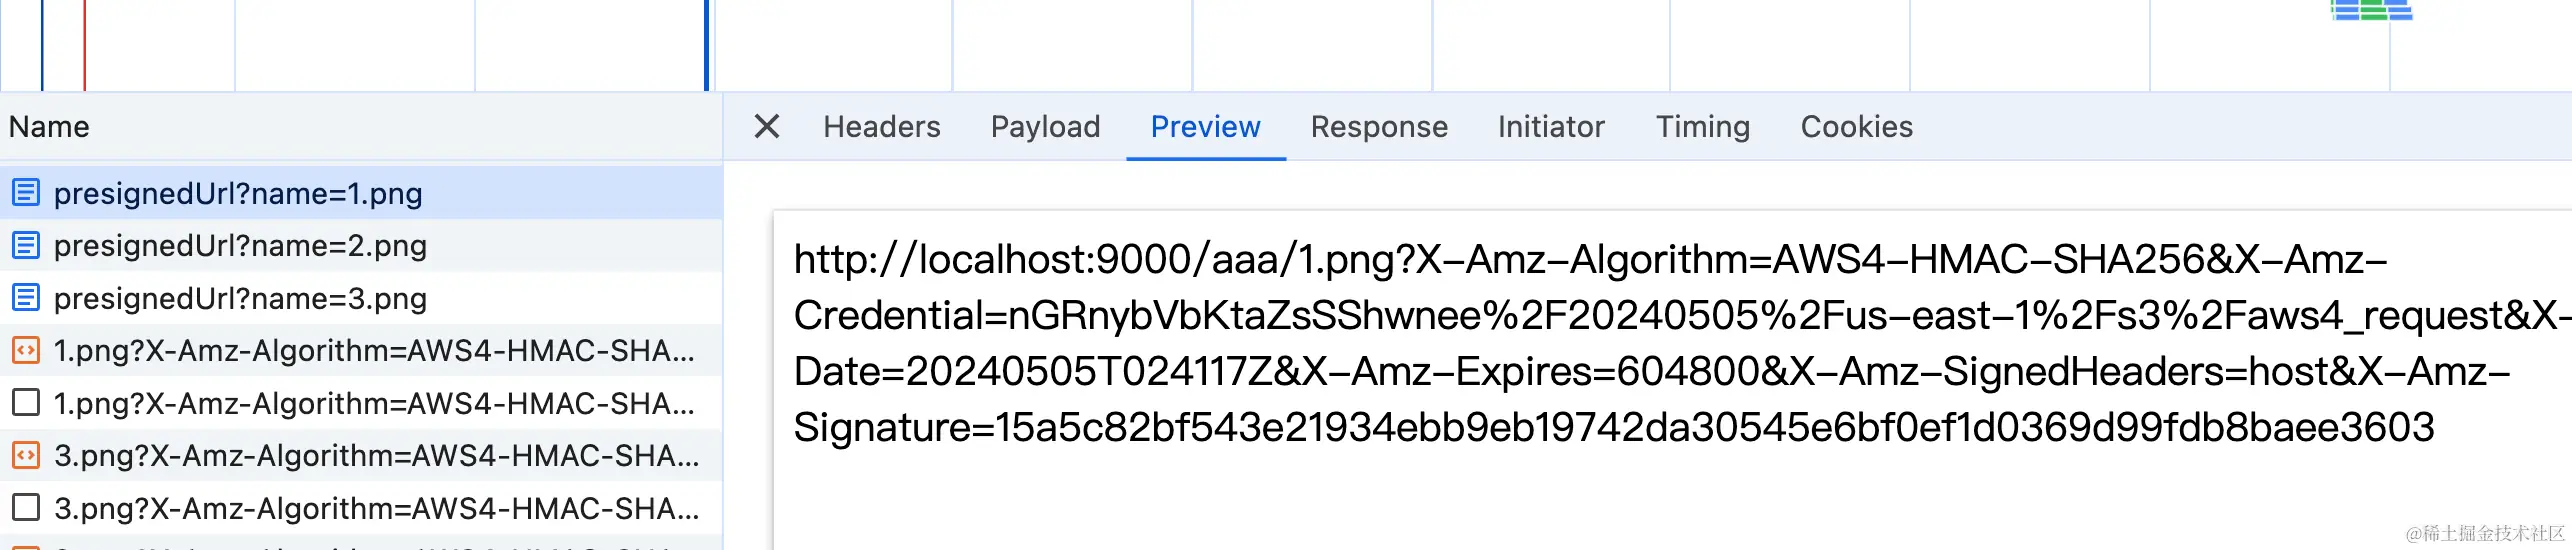 Name
Headers Payload Preview Response Initiator Timing Cookies
presignedUrl?name=1.png
presignedUrl?name=2.png
presignedUrl?name=3.png
1.png?X-Amz-Algorithm=AWS4-HMAC-SHA...
1.png?X-Amz-Algorithm=AWS4-HMAC-SHA...
3.png?X-Amz-Algorithm=AWS4-HMAC-SHA...
3.png?X-Amz-Algorithm=AWS4-HMAC-SHA...
http://localhost:9000/aaa/1.png?X-Amz-Algorithm=AWS4-HMAC-SHA256&X-Amz-
Credential=nGRnybVbKtaZsSShwnee%2F20240505%2Fus-east-1%2Fs3%2Faws4_request&X-
Date=20240505T024117Z&X-Amz-Expires=604800&X-Amz-SignedHeaders=host&X-Amz-
Signature=15a5c82bf543e21934ebb9eb19742da30545e6bf0ef1d0369d99fdb8baee3603
@稀土掘金技术社区